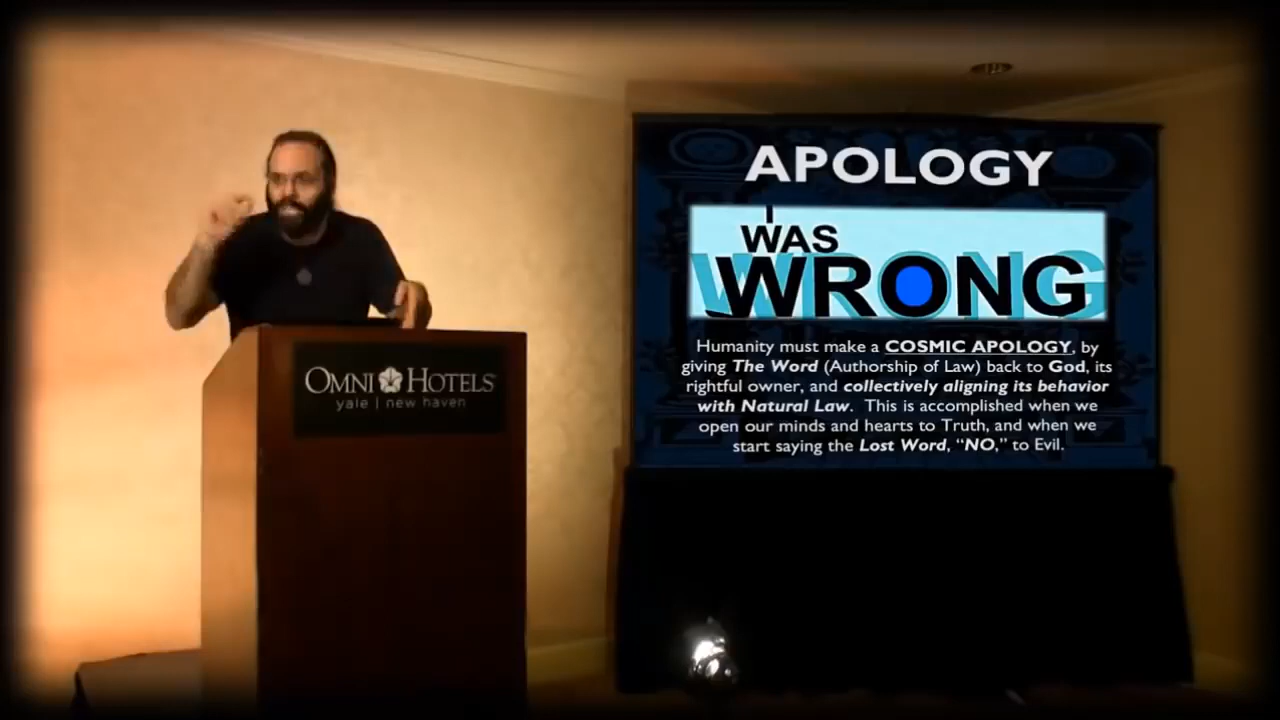 OMNI HOTELS
yale | new haven
APOLOGY
I
WAS
WRONG
Humanity must make a COSMIC APOLOGY, by
giving The Word (Authorship of Law) back to God, its
rightful owner, and collectively aligning its behavior
with Natural Law. This is accomplished when we
open our minds and hearts to Truth, and when we
start saying the Lost Word, “NO,” to Evil.